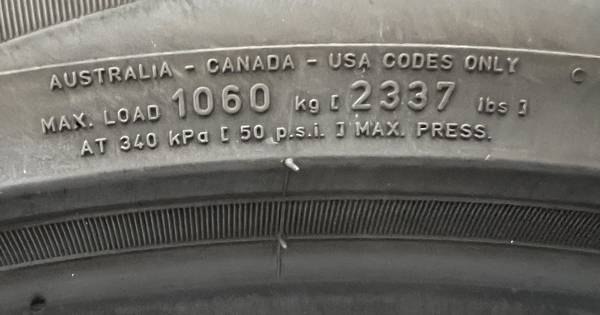 AUSTRALIA - CANADA - USA CODES ONLY
MAX. LOAD 1060 kg [ 2337 lbs ]
AT 340 kPa [ 50 p.s.i. ] MAX. PRESS.